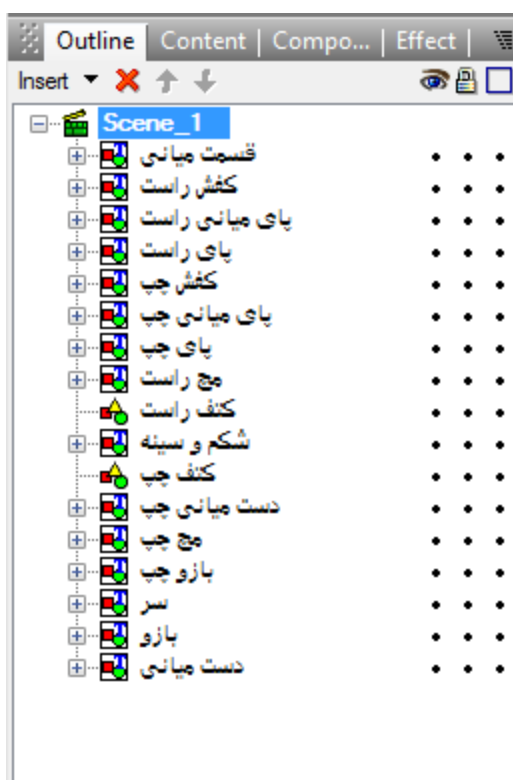 Outline Content | Compo... | Effect |
Insert
Scene_1
قسمت میانی
کفش راست
پای میانی راست
پای راست
کفش چپ
پای میانی چپ
پای چپ
مچ راست
کتف راست
شکم و سینه
کتف چپ
دست میانی چپ
مچ چپ
بازو چپ
سر
بازو
دست میانی